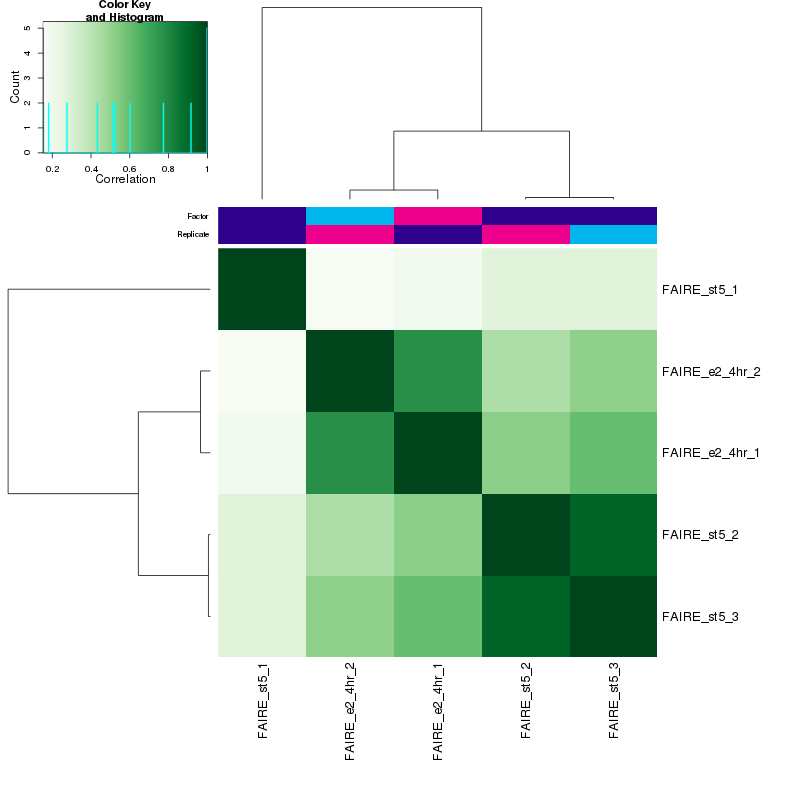 Color Key
and Histogram
Count
0
1
2
3
4
5
0.2
0.4
0.6
0.8
1
Correlation
Factor
Replicate
FAIRE_st5_1
FAIRE_e2_4hr_2
FAIRE_e2_4hr_1
FAIRE_st5_2
FAIRE_st5_3
FAIRE_st5_1
FAIRE_e2_4hr_2
FAIRE_e2_4hr_1
FAIRE_st5_2
FAIRE_st5_3